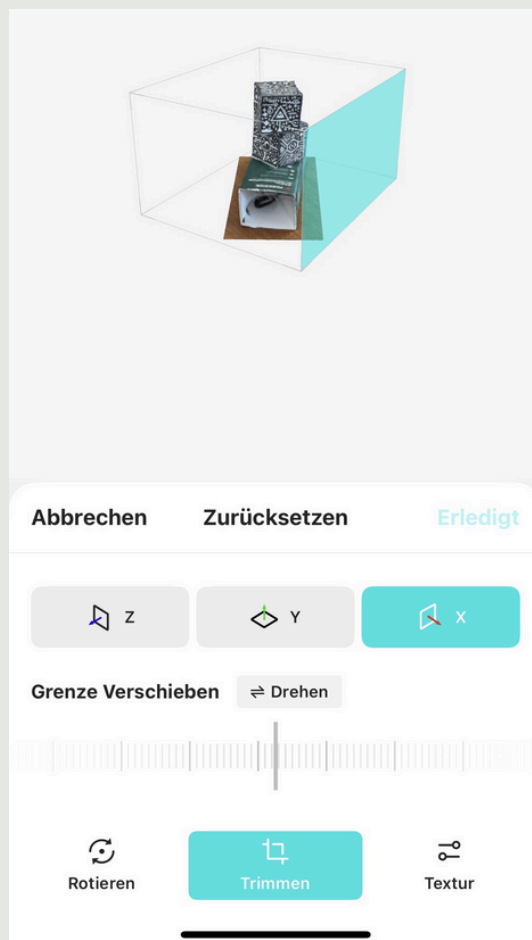 Abbrechen Zurücksetzen Erledigt
Z Y X
Grenze Verschieben ⇌ Drehen
Rotieren Trimmen Textur